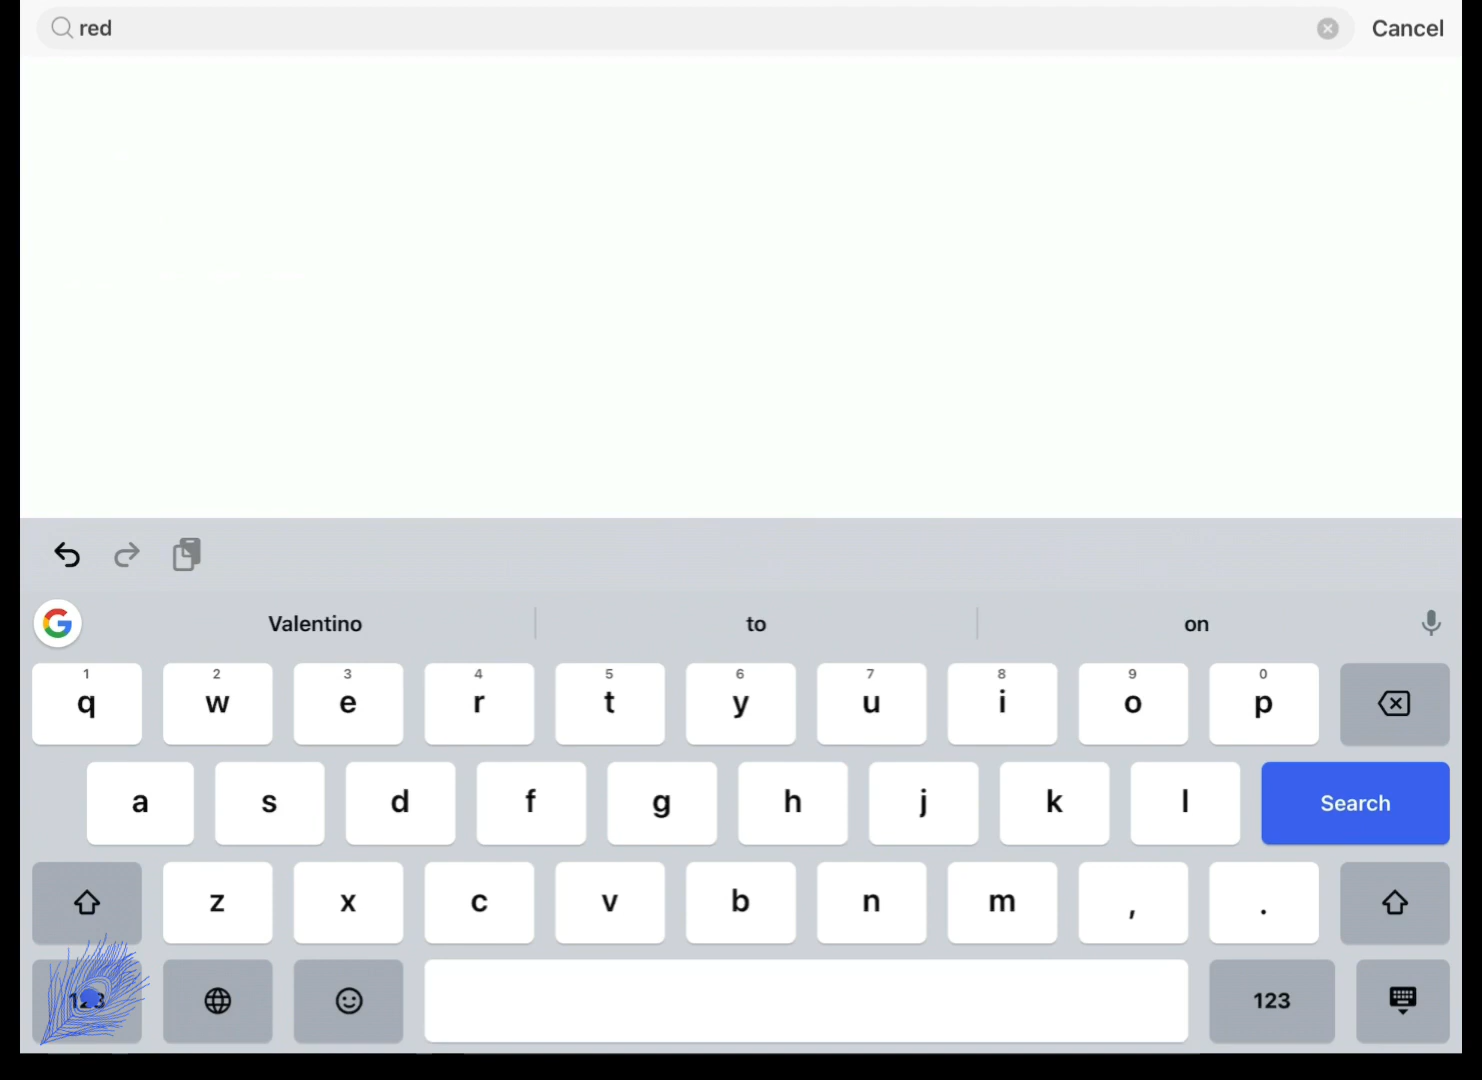 red
Cancel
Valentino to on
1 2 3 4 5 6 7 8 9 0
q w e r t y u i o p
a s d f g h j k l Search
z x c v b n m , .
123 123